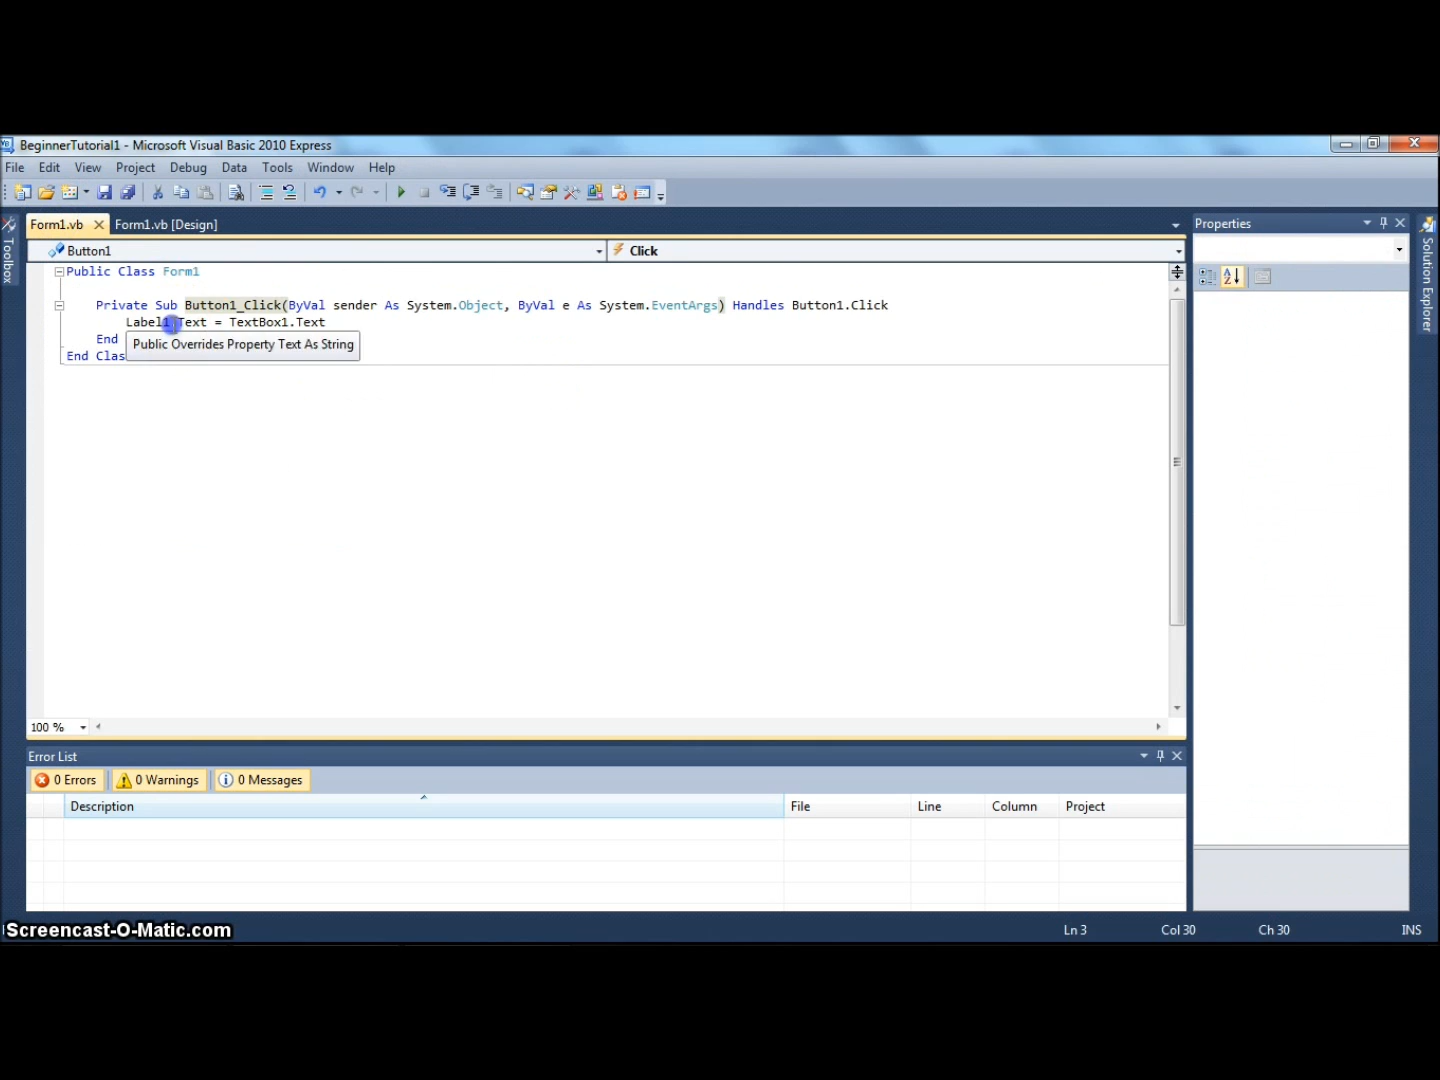 BeginnerTutorial1 - Microsoft Visual Basic 2010 Express
File Edit View Project Debug Data Tools Window Help
Form1.vb Form1.vb [Design]
Properties
Toolbox
Solution Explorer
Button1 Click
Public Class Form1
Private Sub Button1_Click(ByVal sender As System.Object, ByVal e As System.EventArgs) Handles Button1.Click
Label1.Text = TextBox1.Text
End
Public Overrides Property Text As String
End Clas
100 %
Error List
0 Errors 0 Warnings 0 Messages
Description File Line Column Project
Screencast-O-Matic.com
Ln 3 Col 30 Ch 30 INS